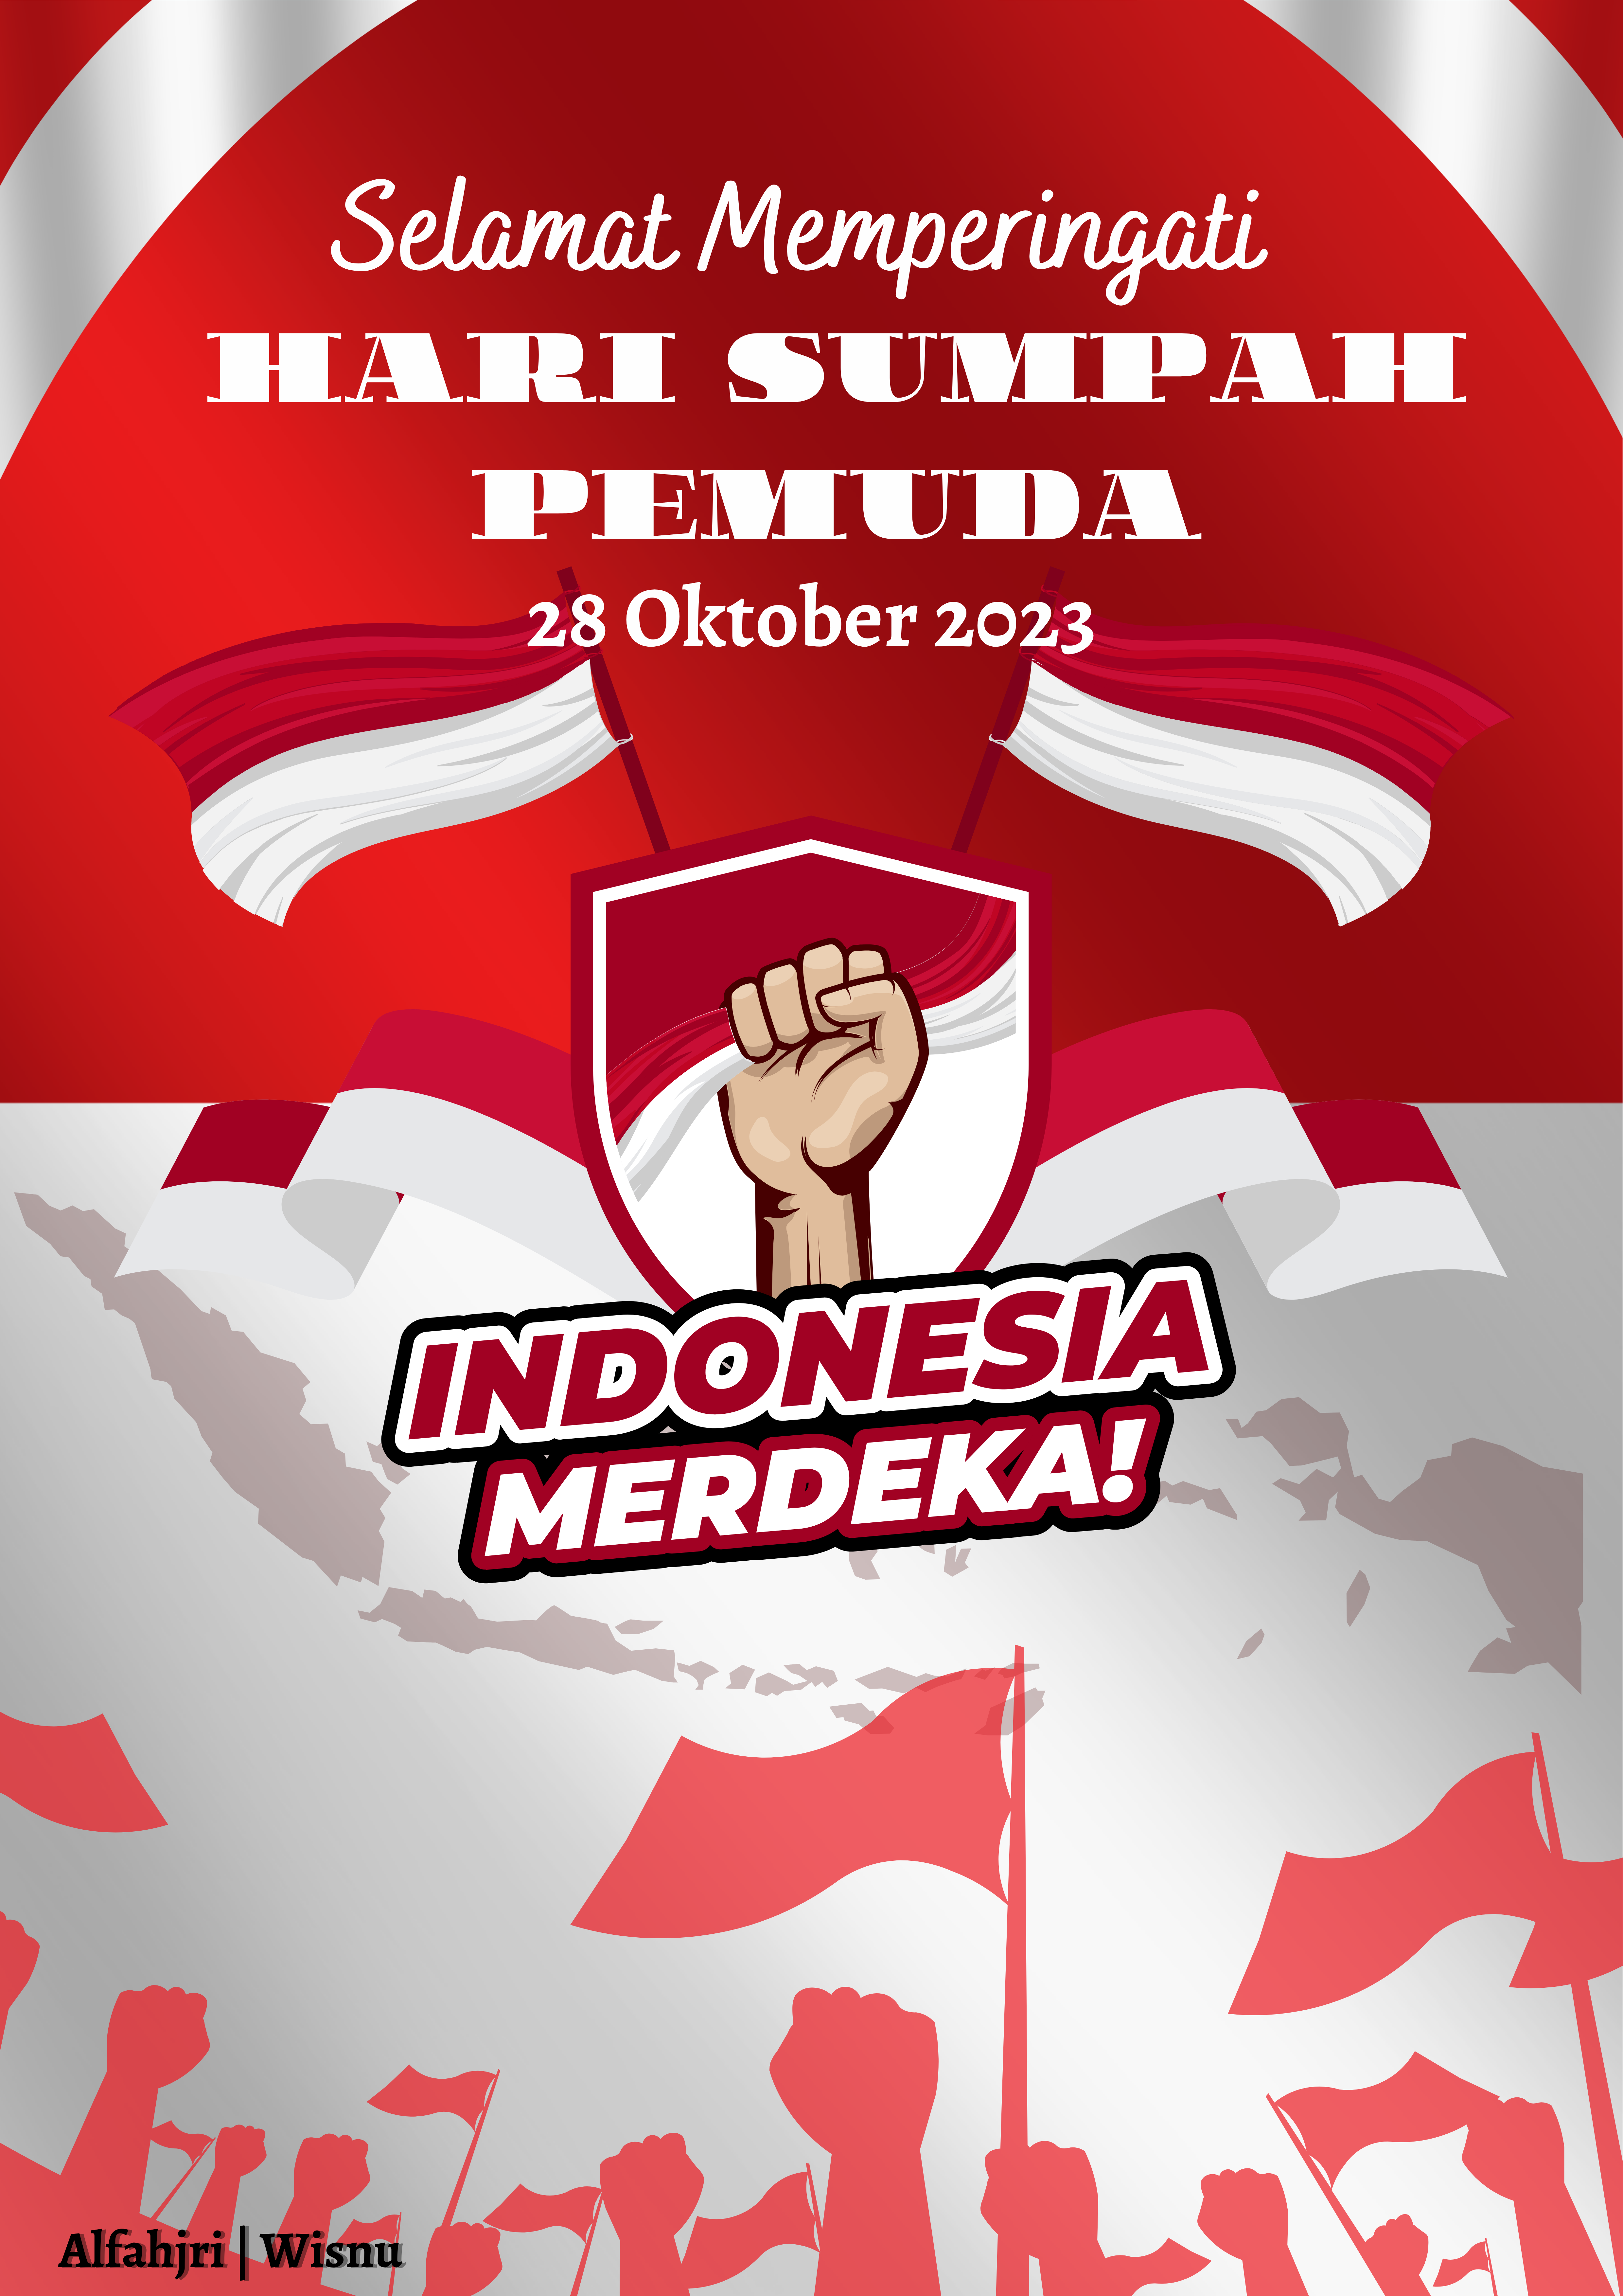 Selamat Memperingati
HARI SUMPAH
PEMUDA
28 Oktober 2023
INDONESIA
MERDEKA!
Alfahjri | Wisnu